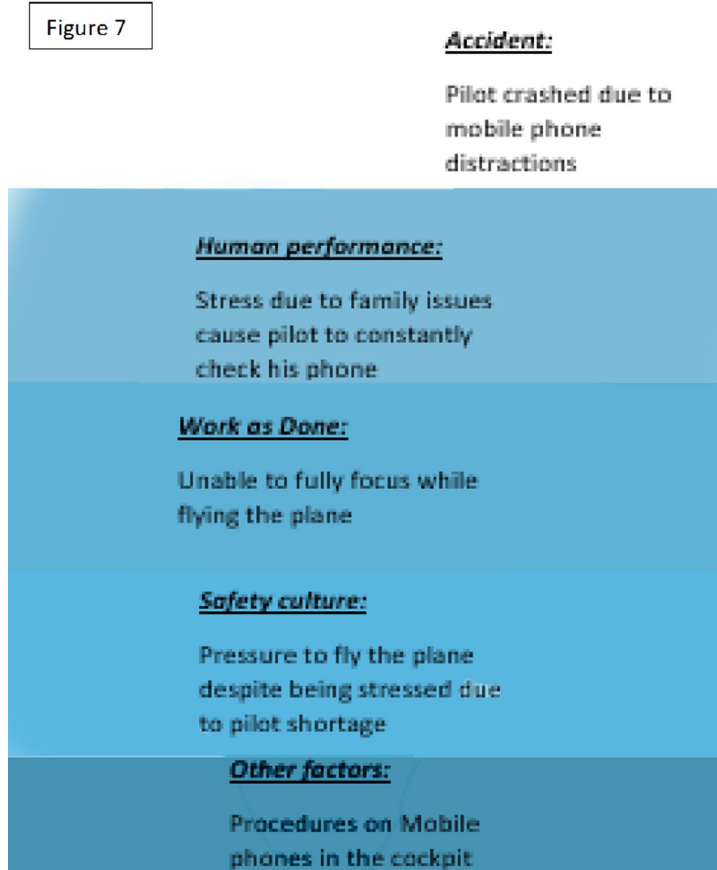 Figure 7
Accident:
Pilot crashed due to
mobile phone
distractions
Human performance:
Stress due to family issues
cause pilot to constantly
check his phone
Work as Done:
Unable to fully focus while
flying the plane
Safety culture:
Pressure to fly the plane
despite being stressed due
to pilot shortage
Other factors:
Procedures on Mobile
phones in the cockpit